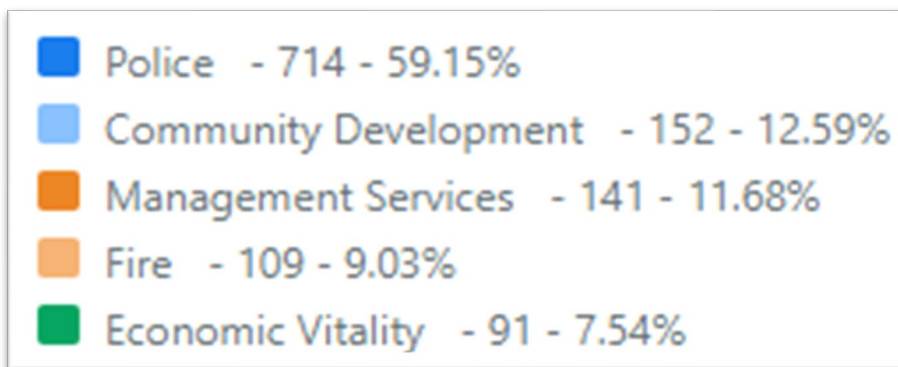 Police - 714 - 59.15%
Community Development - 152 - 12.59%
Management Services - 141 - 11.68%
Fire - 109 - 9.03%
Economic Vitality - 91 - 7.54%